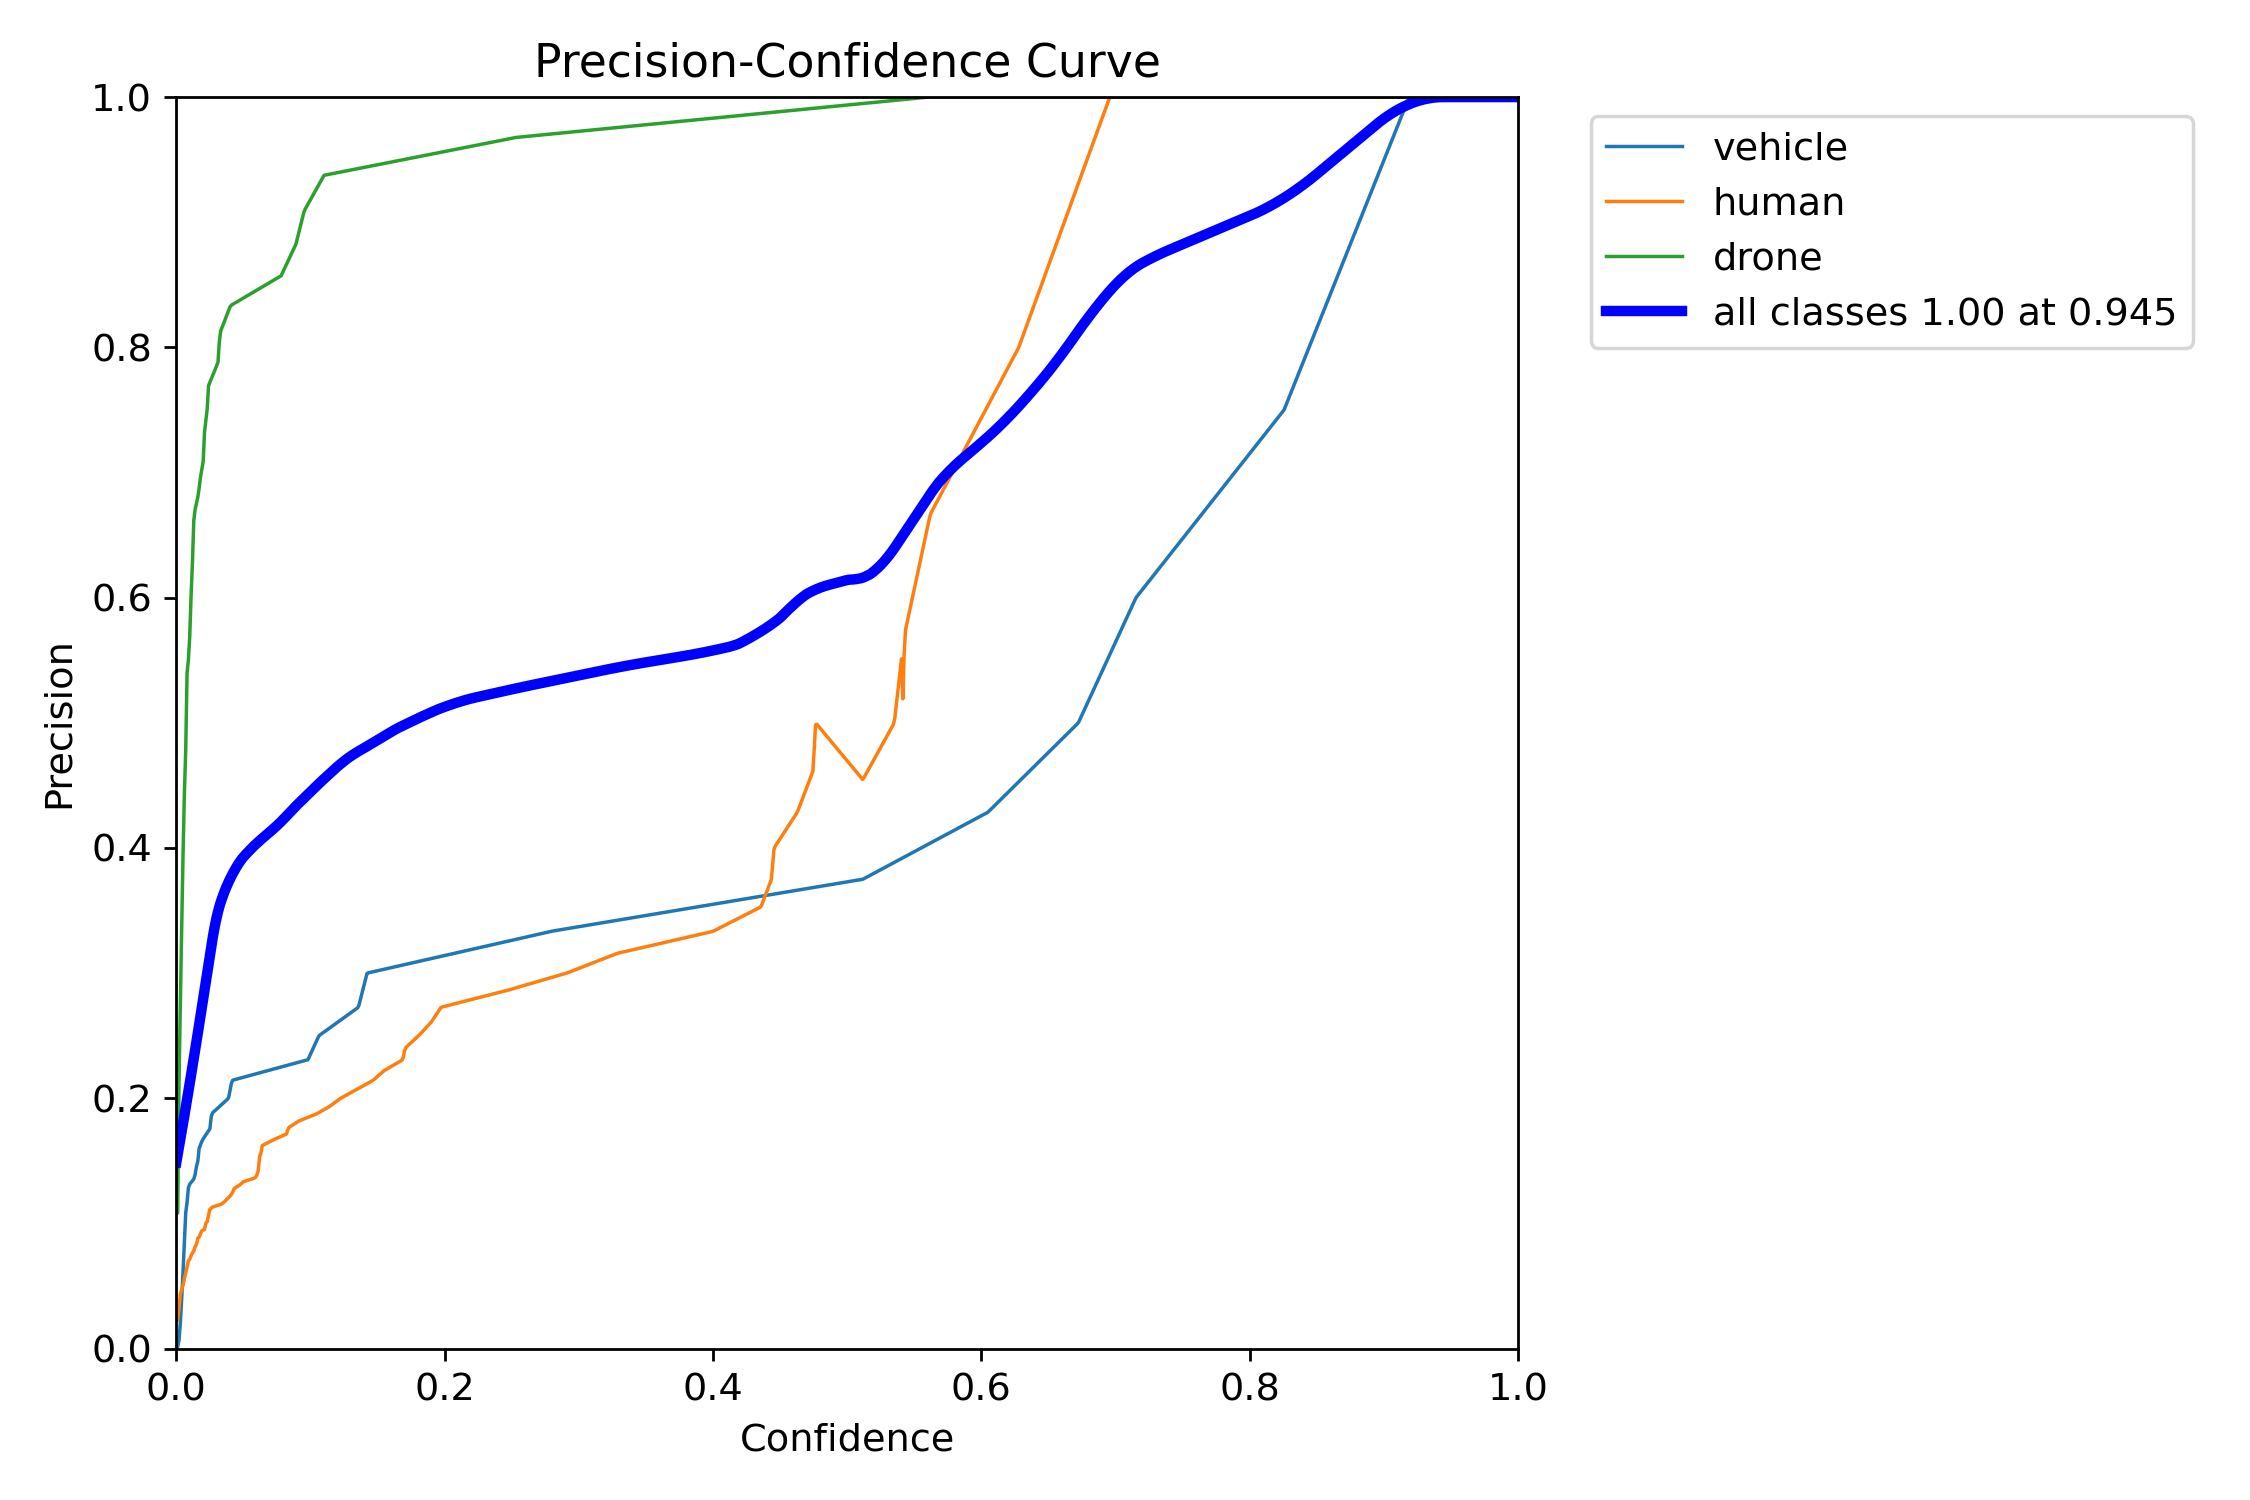 Precision-Confidence Curve
1.0
0.8
0.6
0.4
0.2
0.0
Precision
0.0 0.2 0.4 0.6 0.8 1.0
Confidence
vehicle
human
drone
all classes 1.00 at 0.945